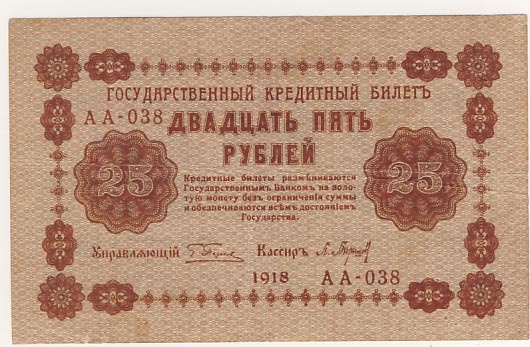 ГОСУДАРСТВЕННЫЙ КРЕДИТНЫЙ БИЛЕТЪ
АА-038 ДВАДЦАТЬ ПЯТЬ
РУБЛЕЙ
25
25
Кредитные билеты размѣниваются
Государственнымъ Банкомъ на золо-
тую монету безъ ограниченія суммы
и обезпечиваются всѣмъ достояніемъ
Государства.
Управляющій
Кассиръ
1918 АА-038